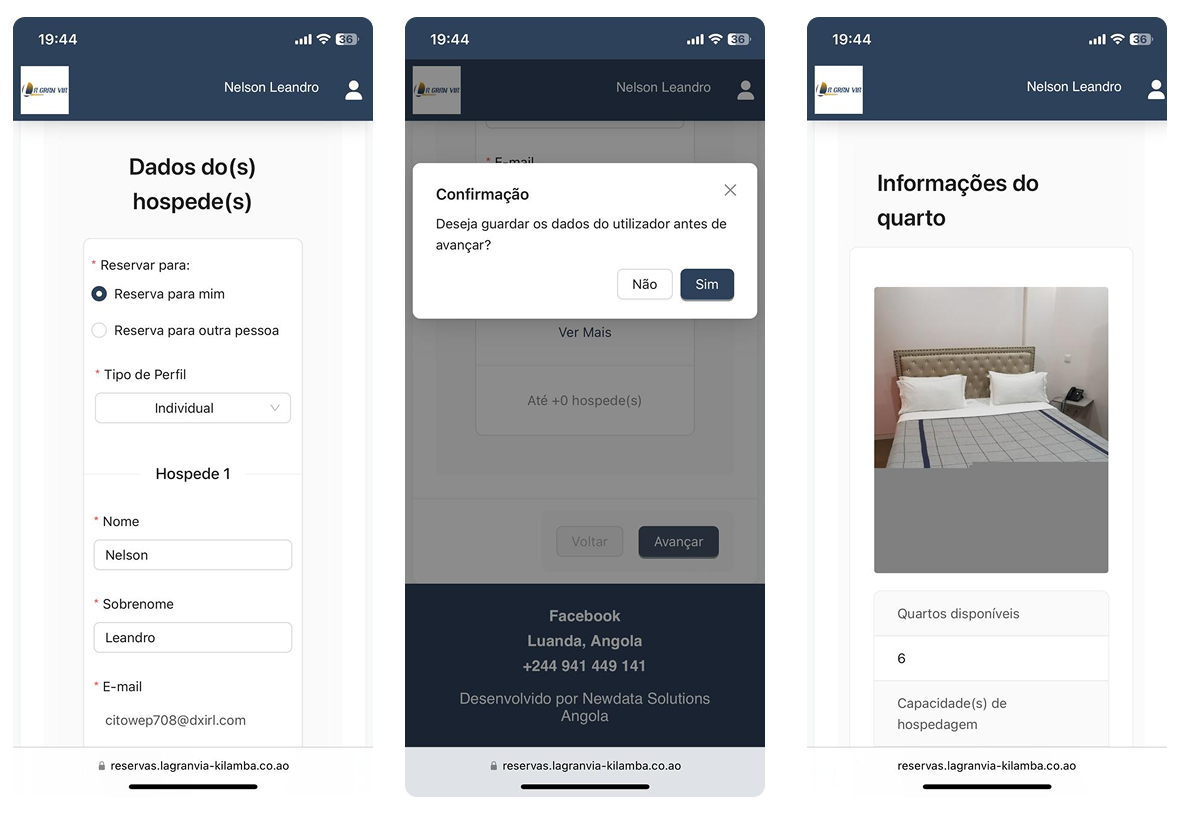 19:44
36
R GRAN VIA
Nelson Leandro
Dados do(s)
hospede(s)
* Reservar para:
Reserva para mim
Reserva para outra pessoa
* Tipo de Perfil
Individual
Hospede 1
* Nome
Nelson
* Sobrenome
Leandro
* E-mail
citowep708@dxirl.com
reservas.lagranvia-kilamba.co.ao
19:44
36
R GRAN VIA
Nelson Leandro
* E-mail
Confirmação
Deseja guardar os dados do utilizador antes de
avançar?
Não
Sim
Ver Mais
Até +0 hospede(s)
Voltar
Avançar
Facebook
Luanda, Angola
+244 941 449 141
Desenvolvido por Newdata Solutions
Angola
reservas.lagranvia-kilamba.co.ao
19:44
36
R GRAN VIA
Nelson Leandro
Informações do
quarto
Quartos disponíveis
6
Capacidade(s) de
hospedagem
reservas.lagranvia-kilamba.co.ao